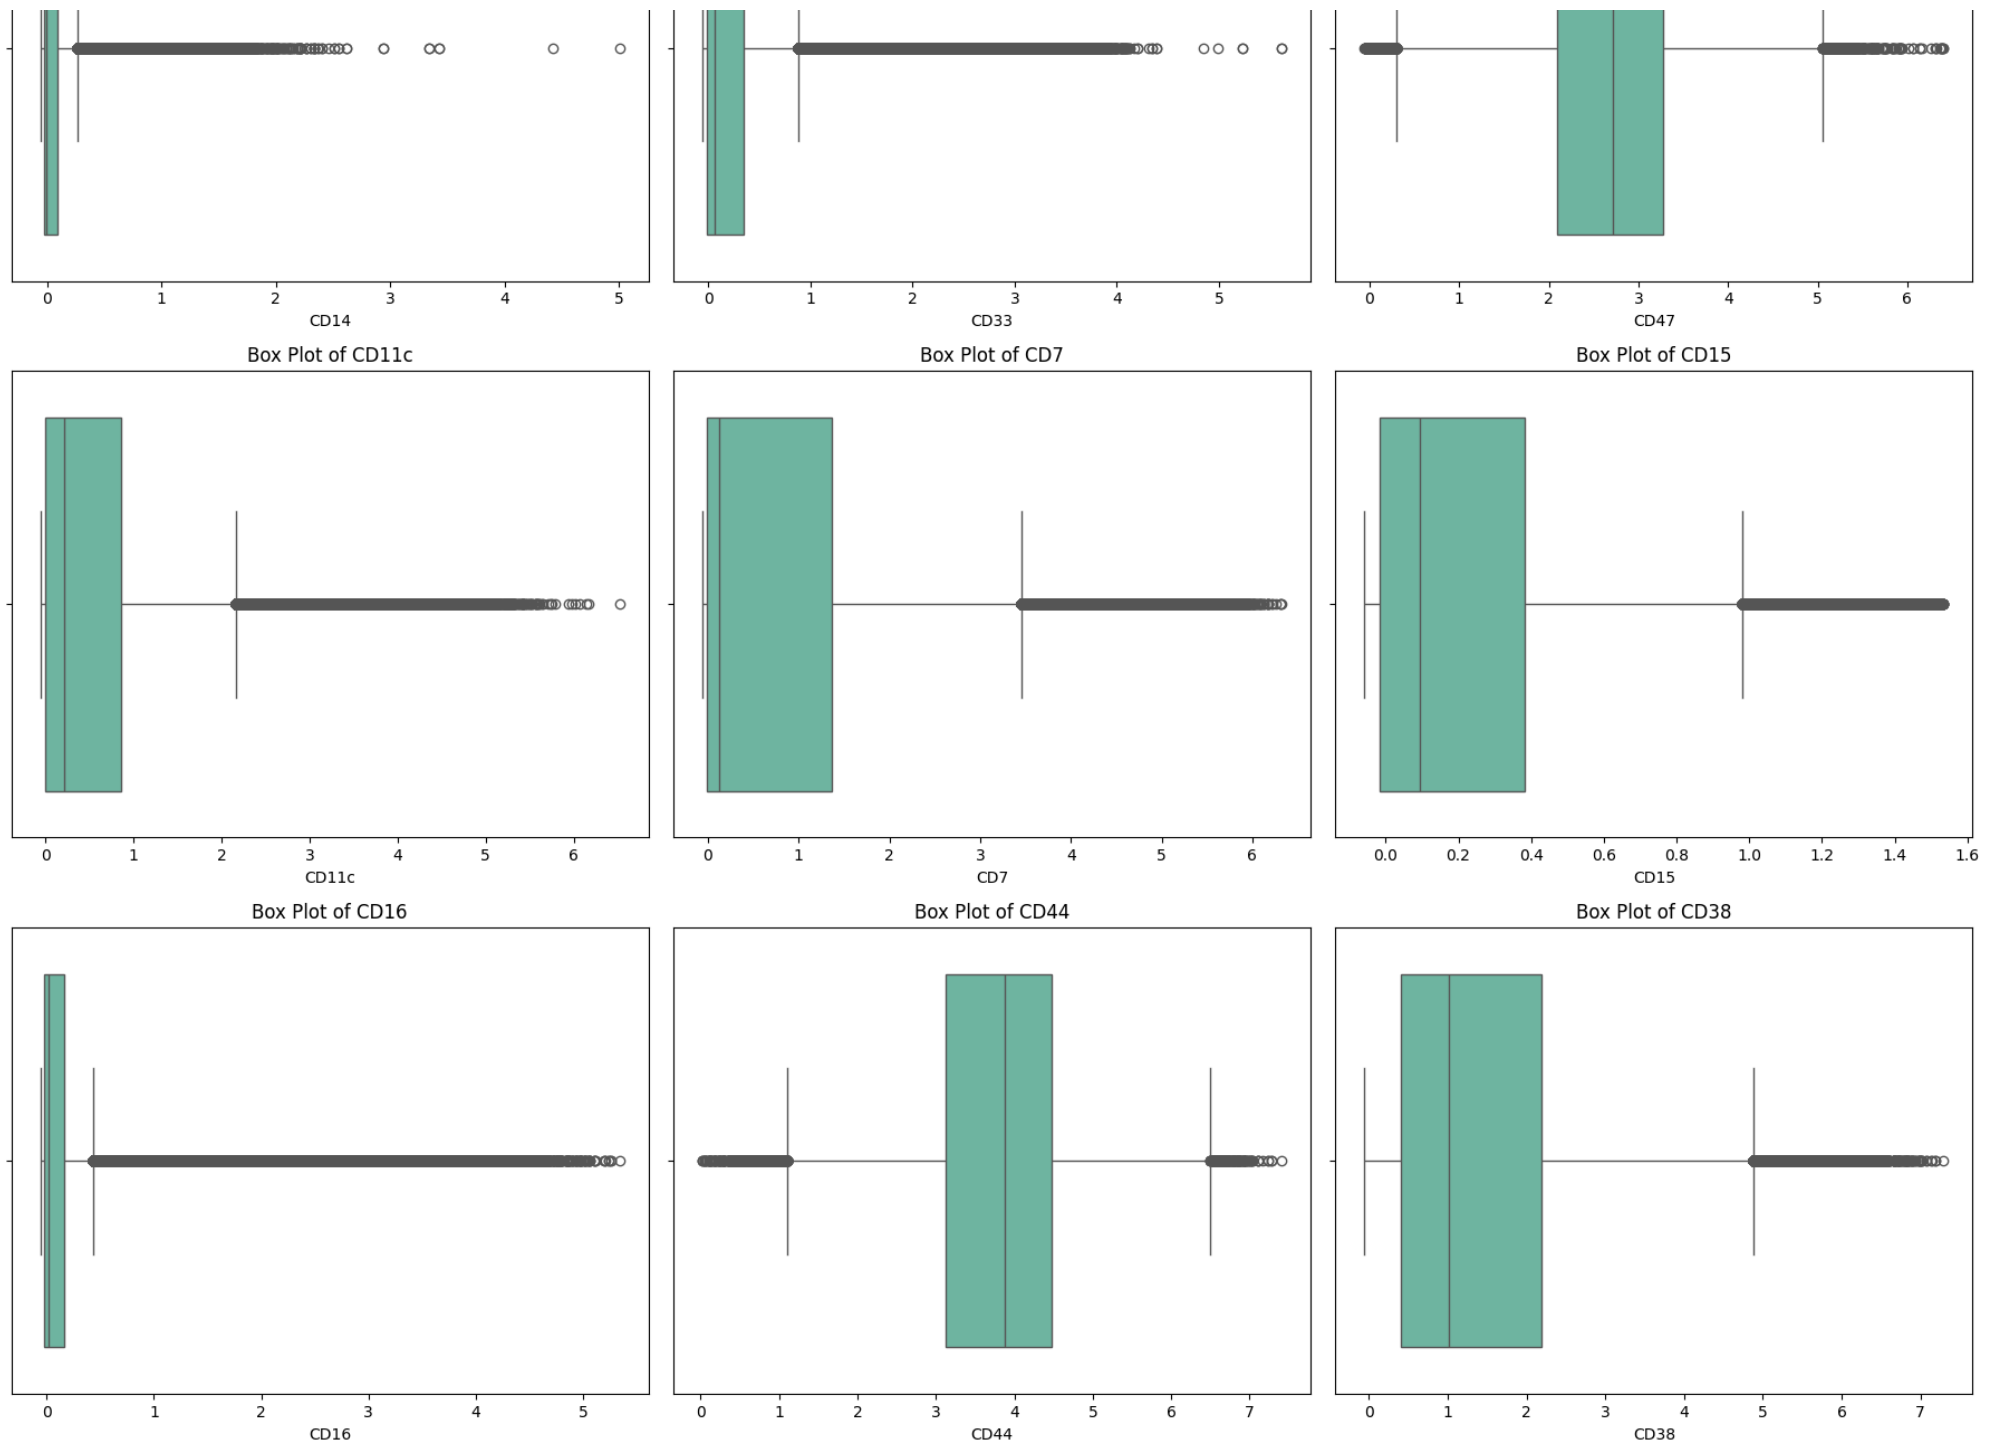 0 1 2 3 4 5
CD14
0 1 2 3 4 5
CD33
0 1 2 3 4 5 6
CD47
Box Plot of CD11c
0 1 2 3 4 5 6
CD11c
Box Plot of CD7
0 1 2 3 4 5 6
CD7
Box Plot of CD15
0.0 0.2 0.4 0.6 0.8 1.0 1.2 1.4 1.6
CD15
Box Plot of CD16
0 1 2 3 4 5
CD16
Box Plot of CD44
0 1 2 3 4 5 6 7
CD44
Box Plot of CD38
0 1 2 3 4 5 6 7
CD38